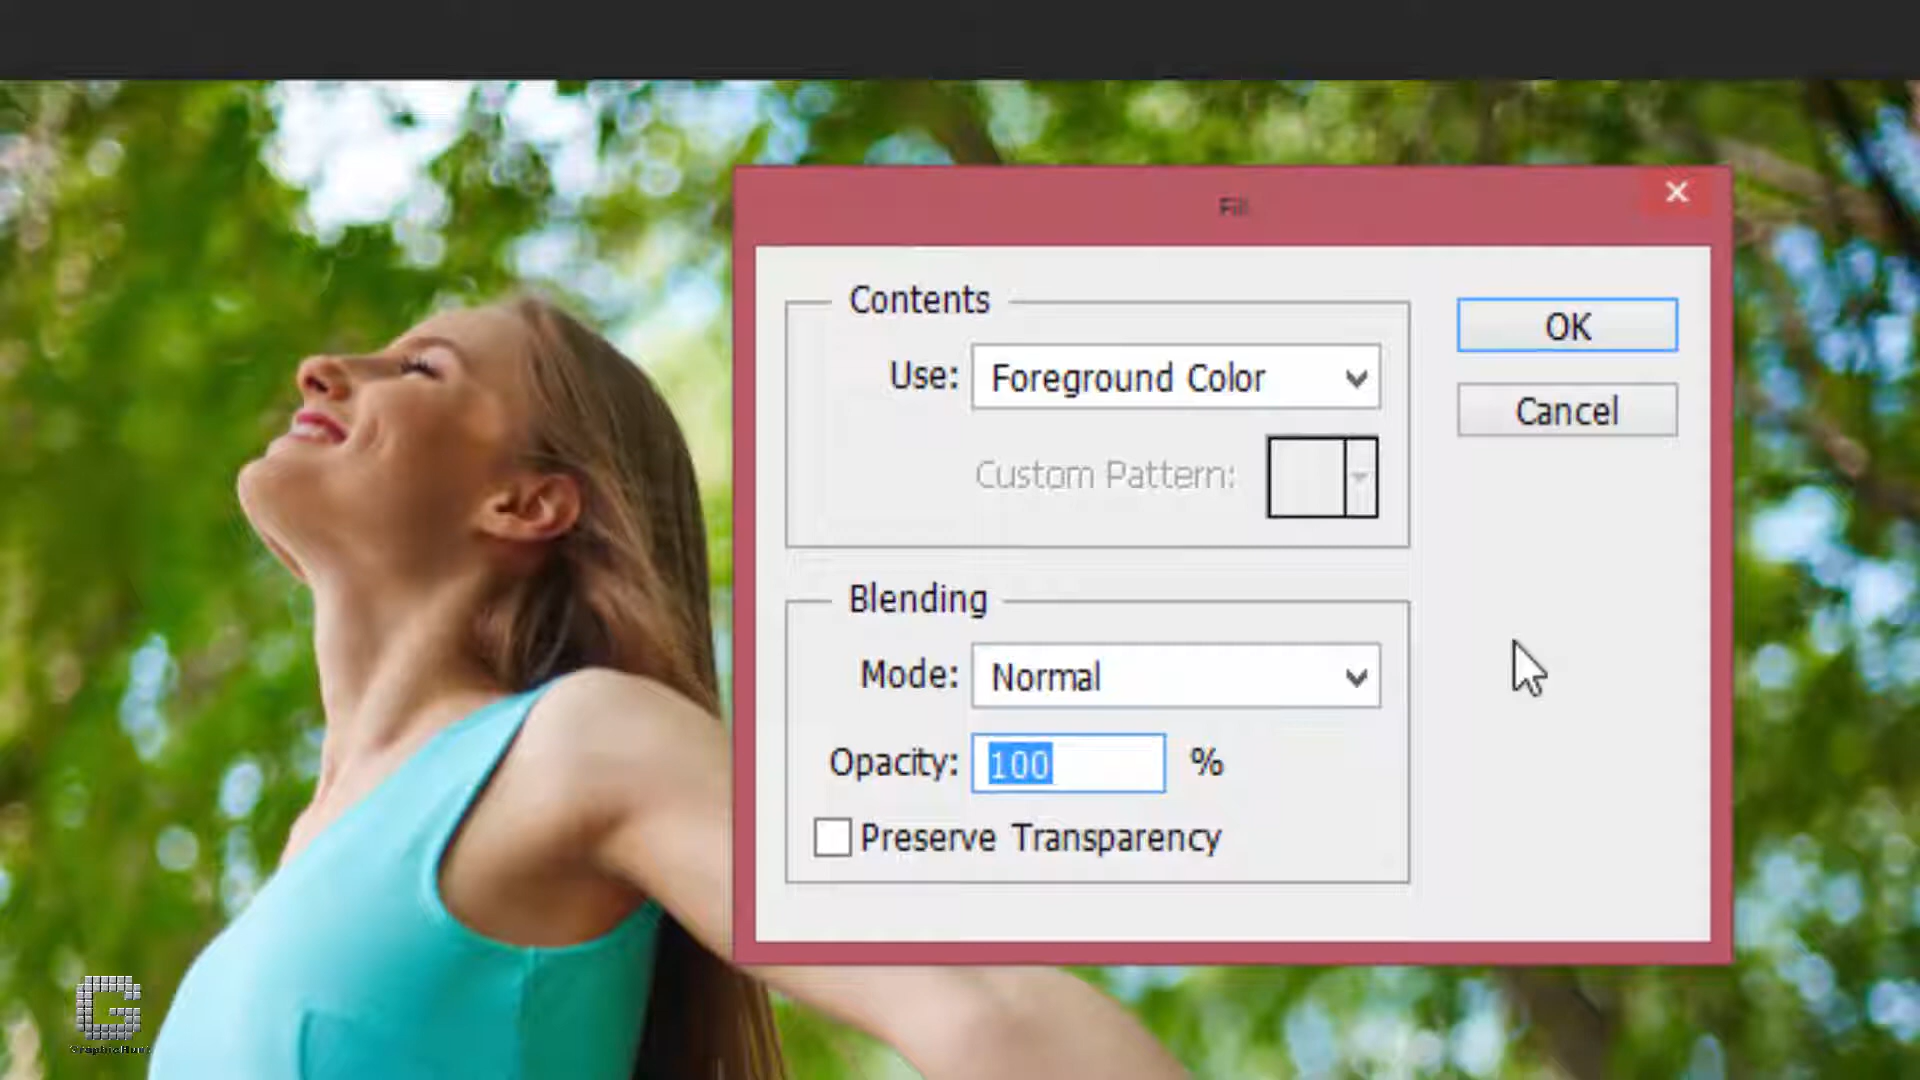 Fill
Contents
OK
Use: Foreground Color
Cancel
Custom Pattern:
Blending
Mode: Normal
Opacity: 100 %
Preserve Transparency